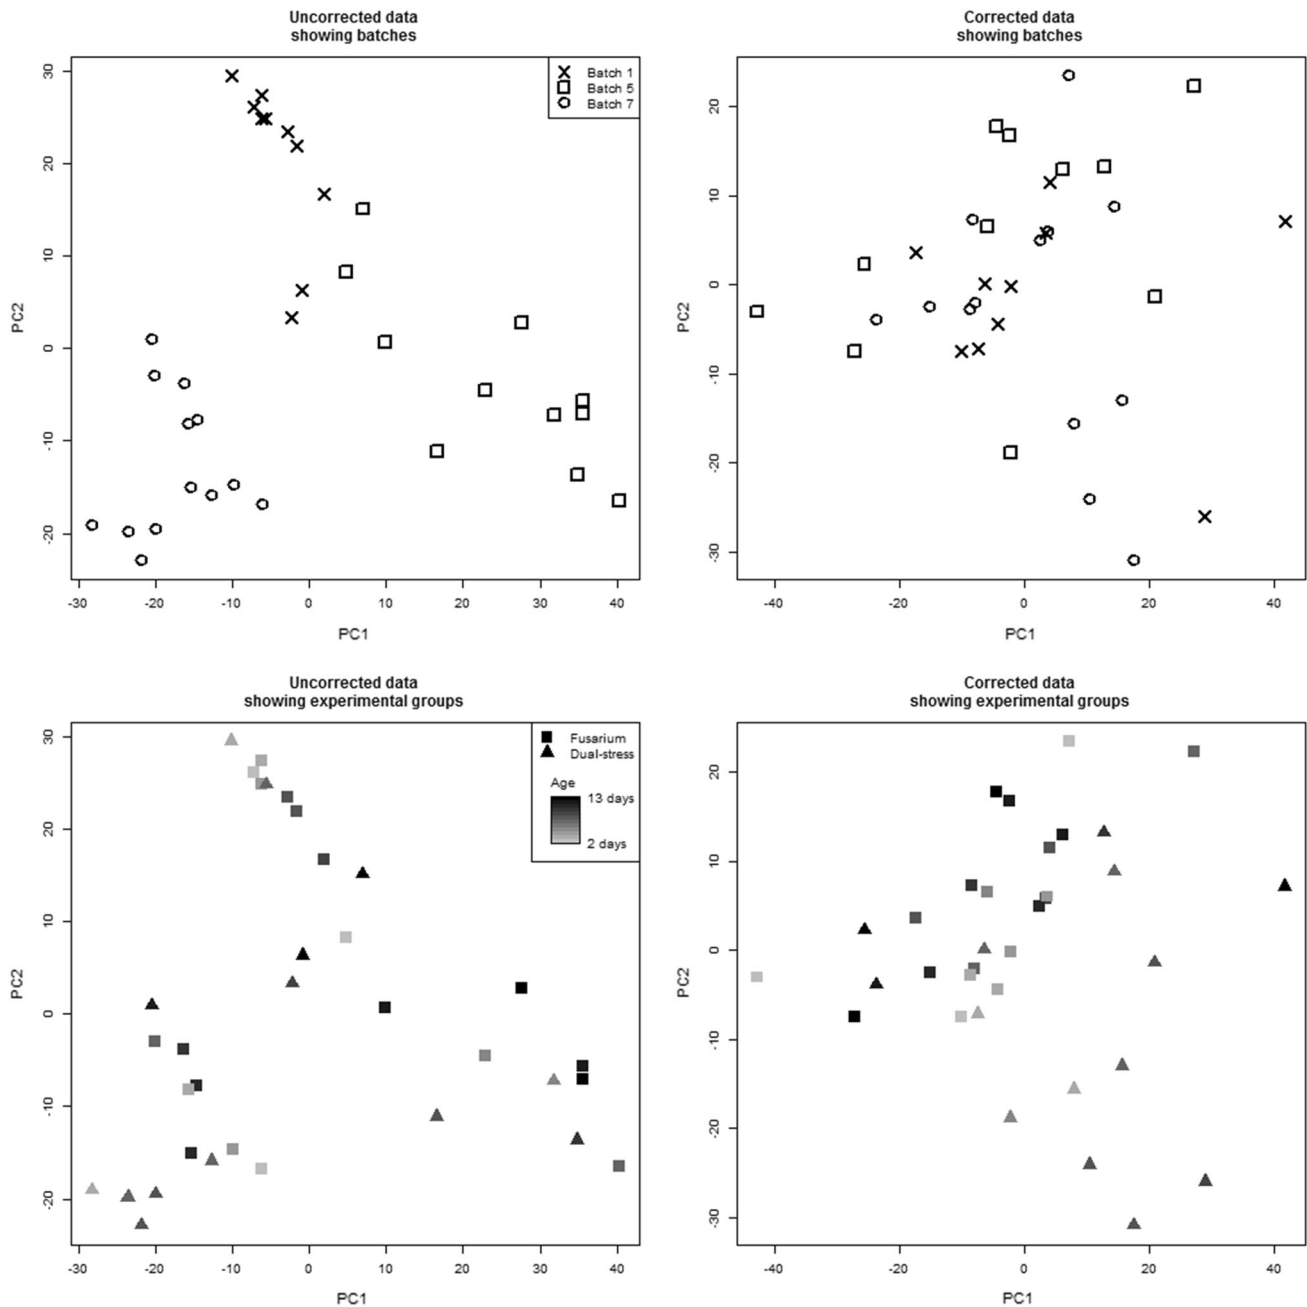 Uncorrected data
showing batches
Batch 1
Batch 5
Batch 7
PC2
30
20
10
0
-10
-20
-30
-20
-10
0
10
20
30
40
PC1
Corrected data
showing batches
PC2
20
10
0
-10
-20
-30
-40
-20
0
20
40
PC1
Uncorrected data
showing experimental groups
Fusarium
Dual-stress
Age
13 days
2 days
PC2
30
20
10
0
-10
-20
-30
-20
-10
0
10
20
30
40
PC1
Corrected data
showing experimental groups
PC2
20
10
0
-10
-20
-30
-40
-20
0
20
40
PC1